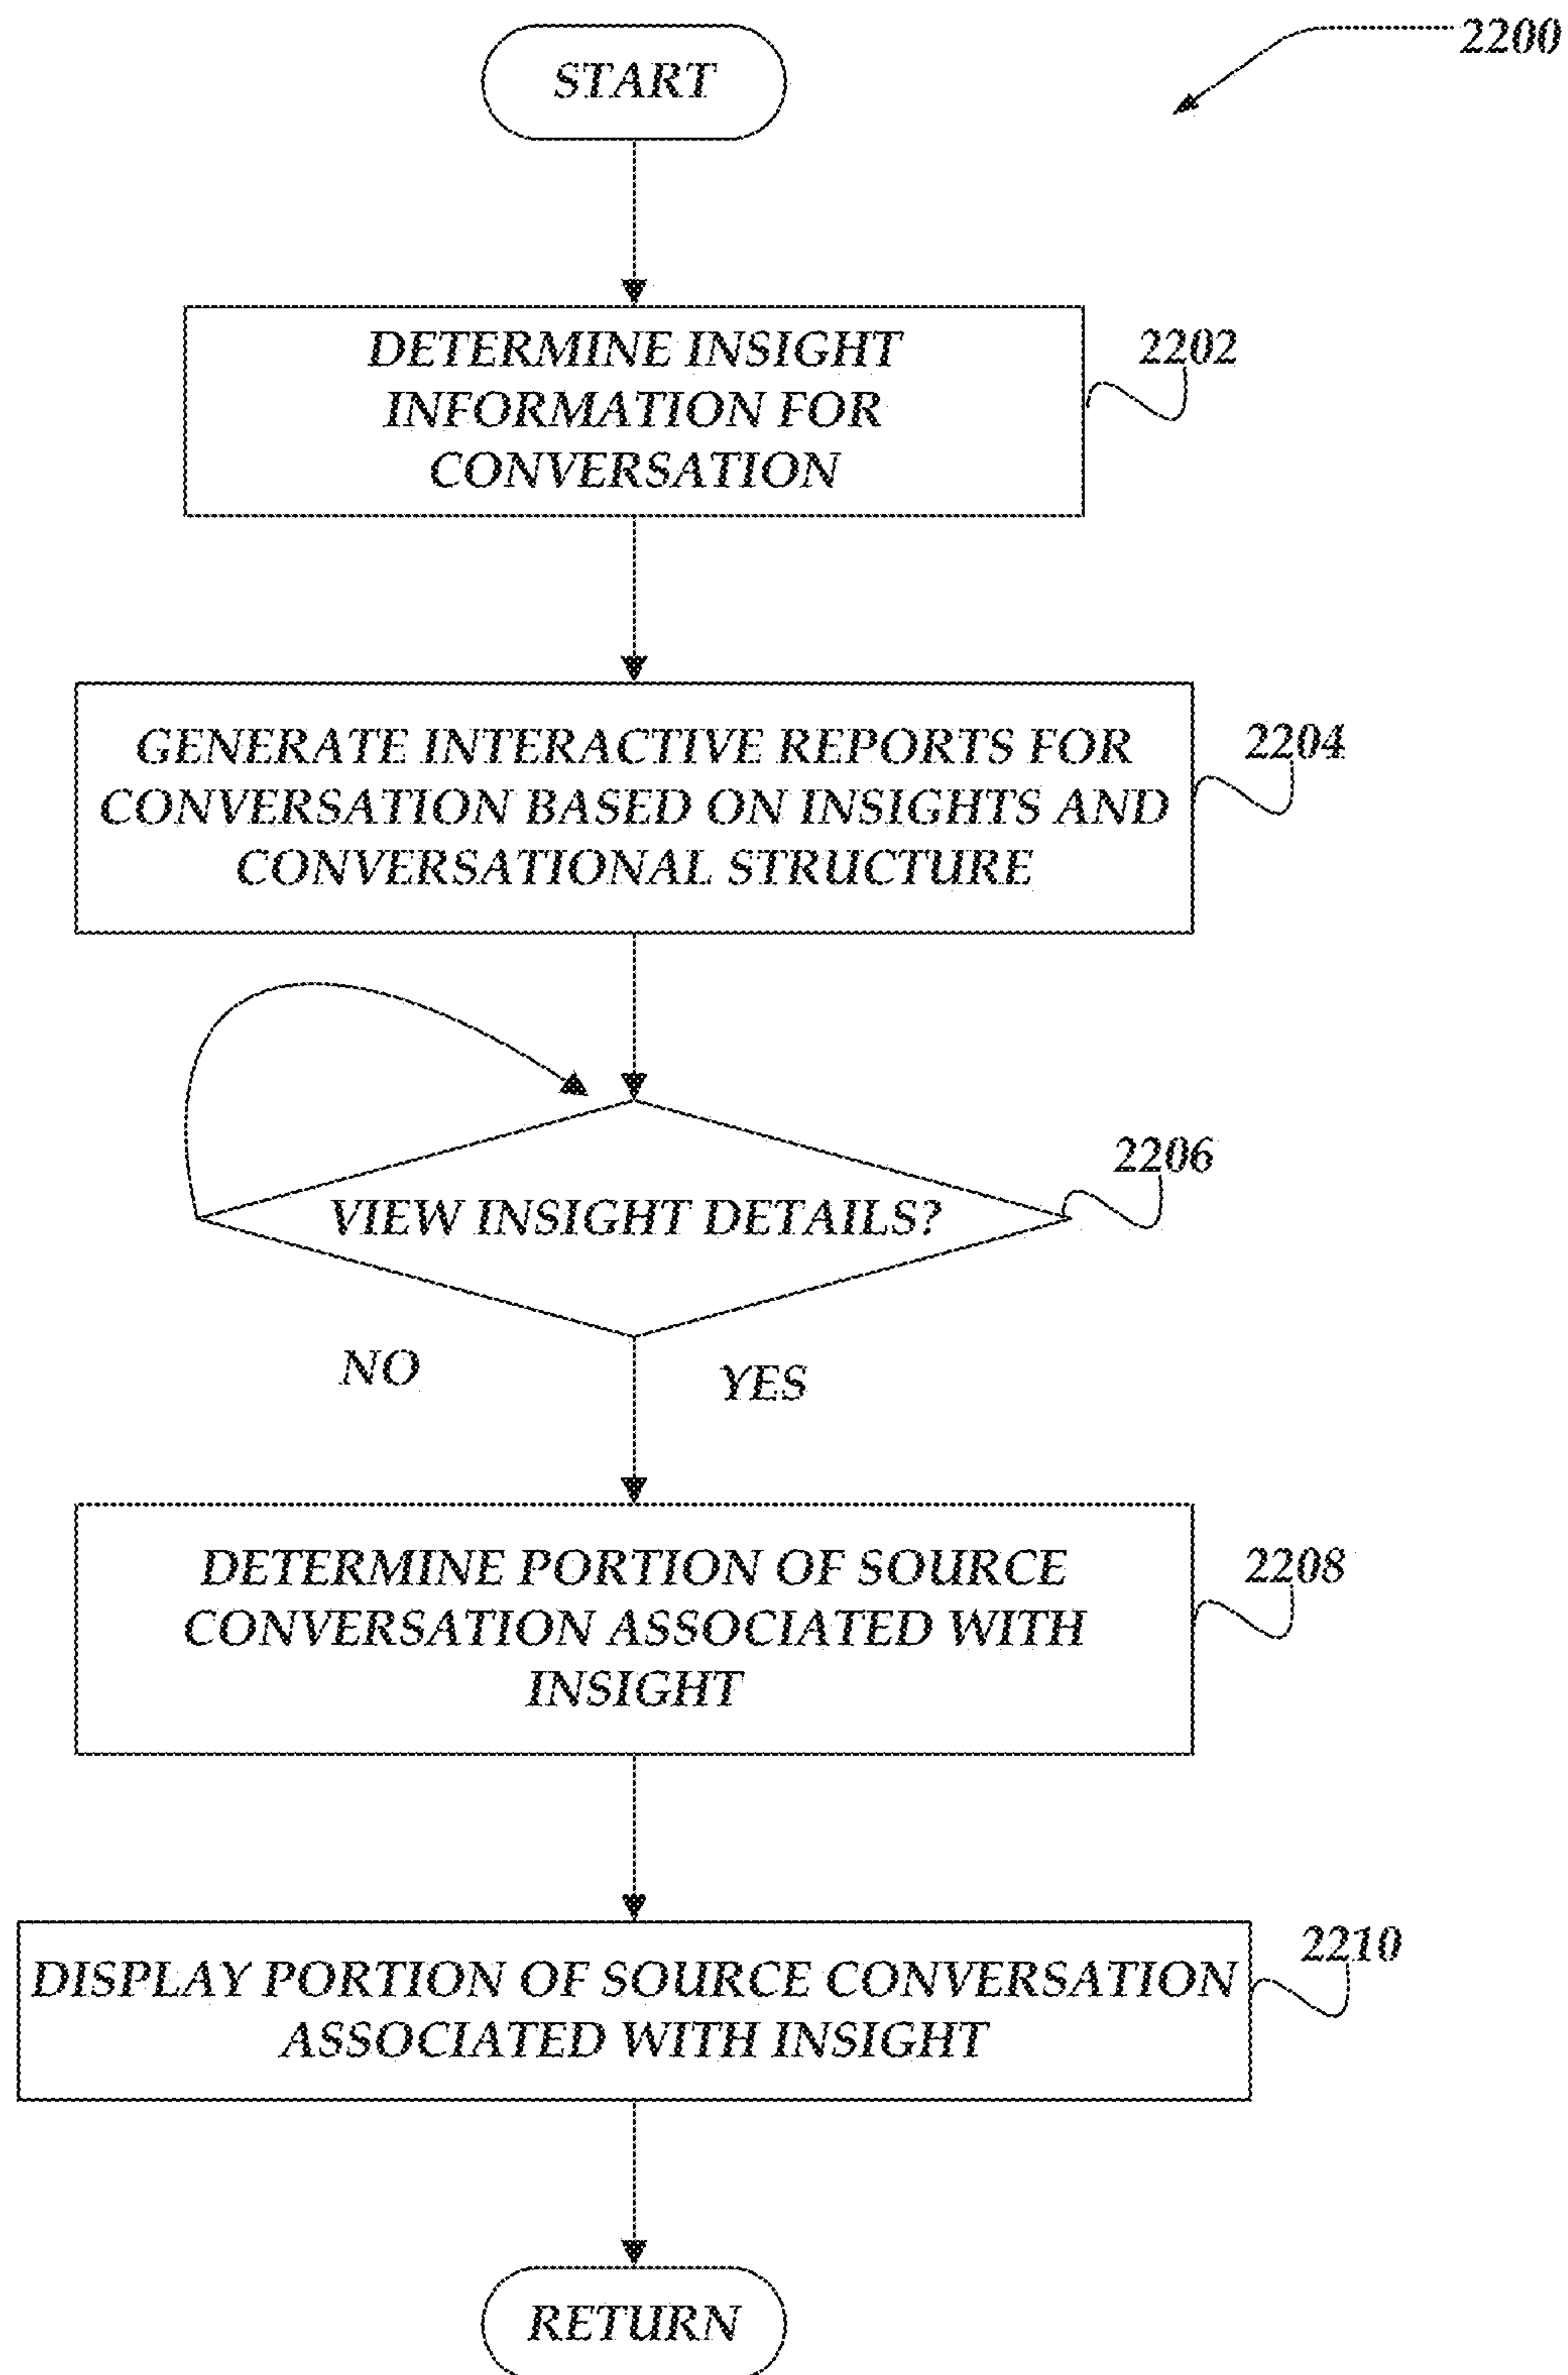 2200
START
DETERMINE INSIGHT
INFORMATION FOR
CONVERSATION
2202
GENERATE INTERACTIVE REPORTS FOR
CONVERSATION BASED ON INSIGHTS AND
CONVERSATIONAL STRUCTURE
2204
VIEW INSIGHT DETAILS?
2206
NO
YES
DETERMINE PORTION OF SOURCE
CONVERSATION ASSOCIATED WITH
INSIGHT
2208
DISPLAY PORTION OF SOURCE CONVERSATION
ASSOCIATED WITH INSIGHT
2210
RETURN